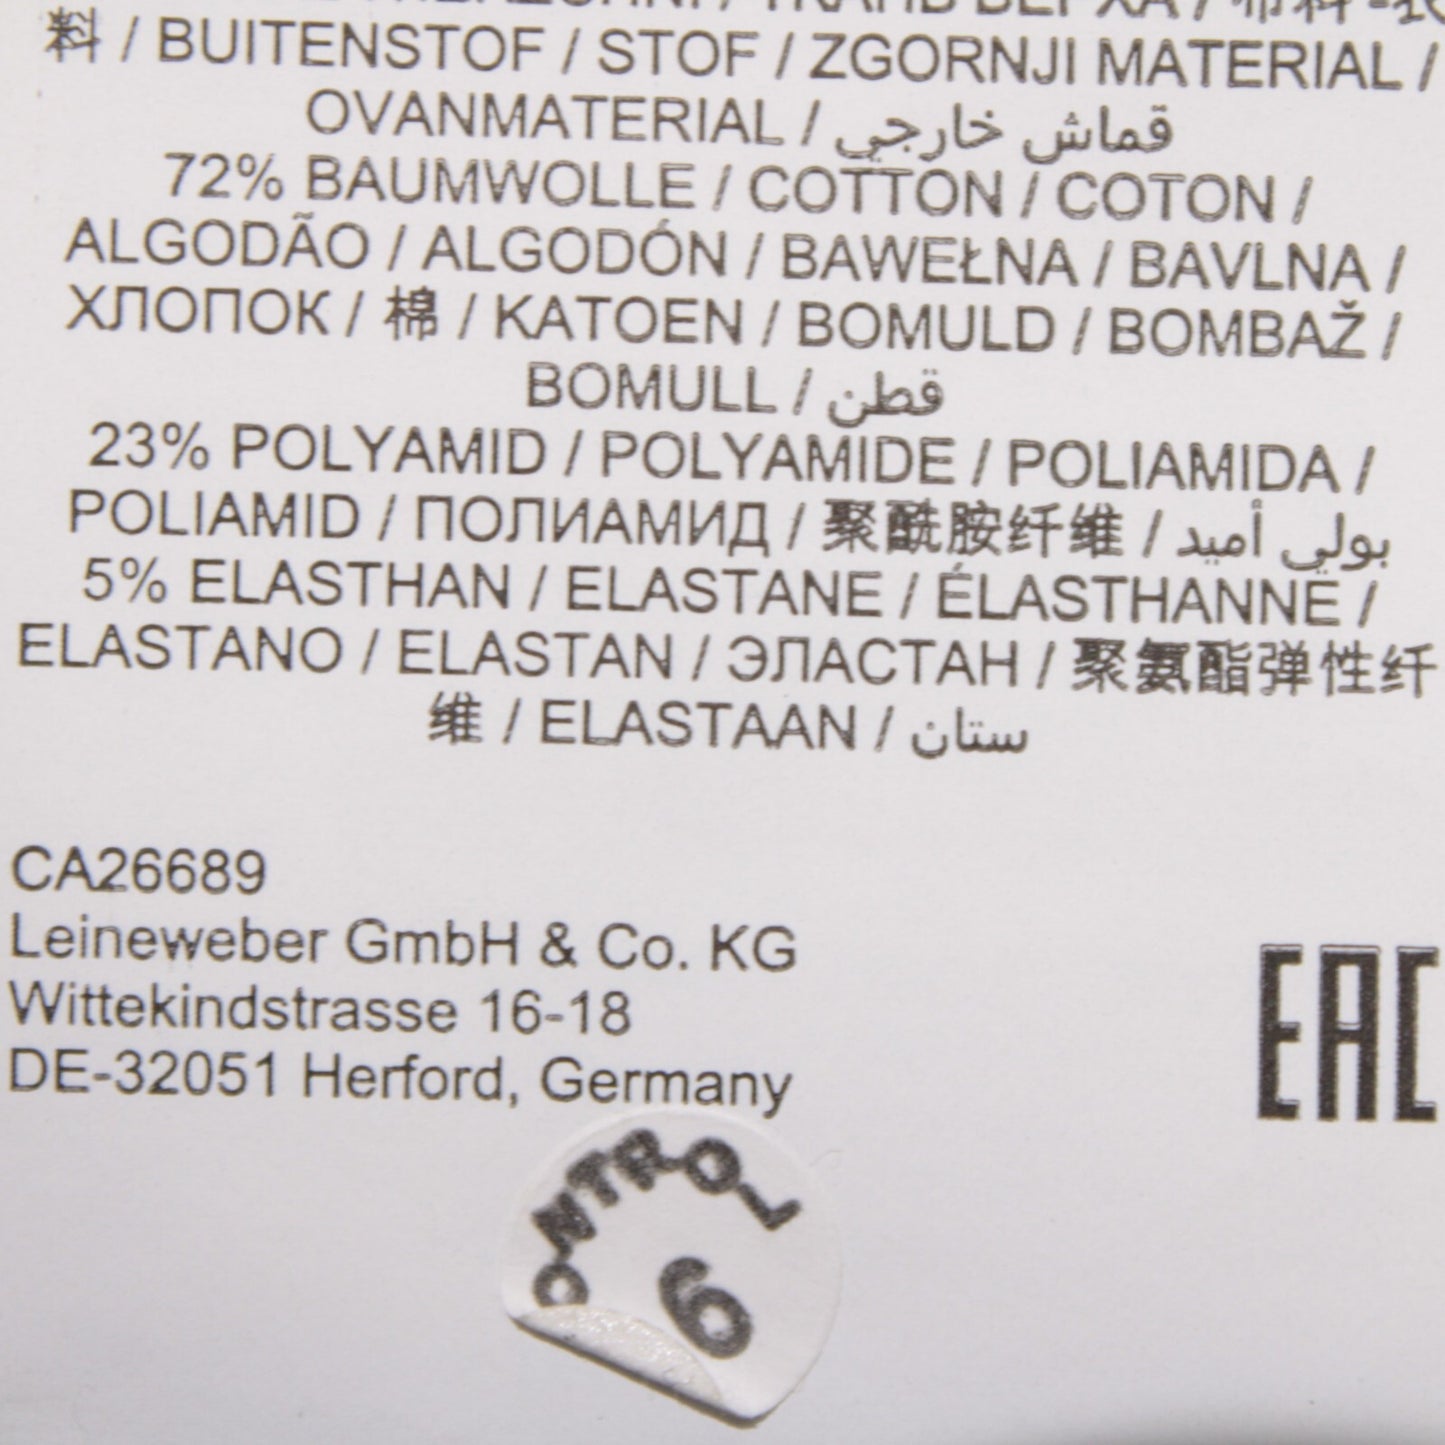 料 / BUITENSTOF / STOF / ZGORNJI MATERIAL /
OVANMATERIAL / قماش خارجي
72% BAUMWOLLE / COTTON / COTON /
ALGODÃO / ALGODÓN / BAWEŁNA / BAVLNA /
ХЛОПОК / 棉 / KATOEN / BOMULD / BOMBAŽ /
BOMULL / قطن
23% POLYAMID / POLYAMIDE / POLIAMIDA /
POLIAMID / ПОЛИАМИД / 聚酰胺纤维 / بولي أميد
5% ELASTHAN / ELASTANE / ÉLASTHANNE /
ELASTANO / ELASTAN / ЭЛАСТАН / 聚氨酯弹性纤
维 / ELASTAAN / ستان
CA26689
Leineweber GmbH & Co. KG
Wittekindstrasse 16-18
DE-32051 Herford, Germany
EAC
ONTROL
6